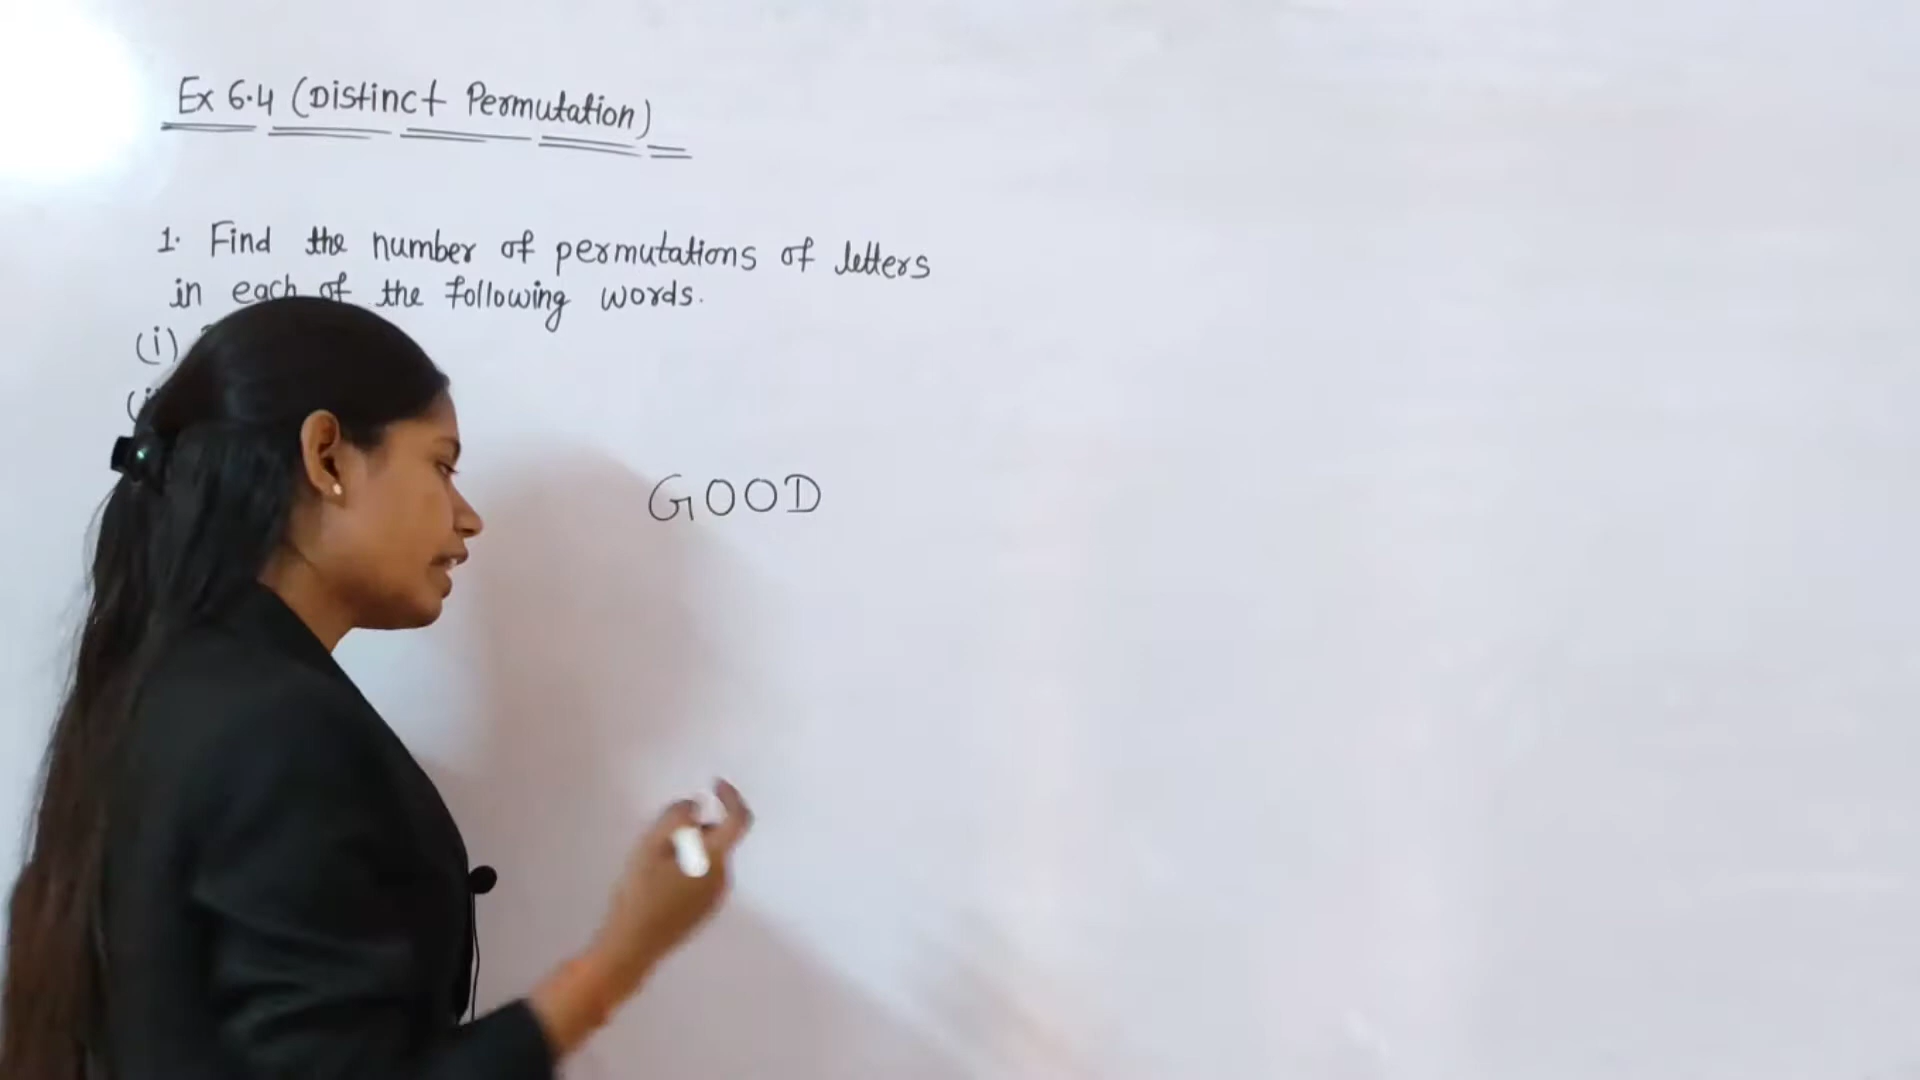 Ex 6.4 (Distinct Permutation)
1. Find the number of permutations of letters
in each of the following words.
(i)
GOOD